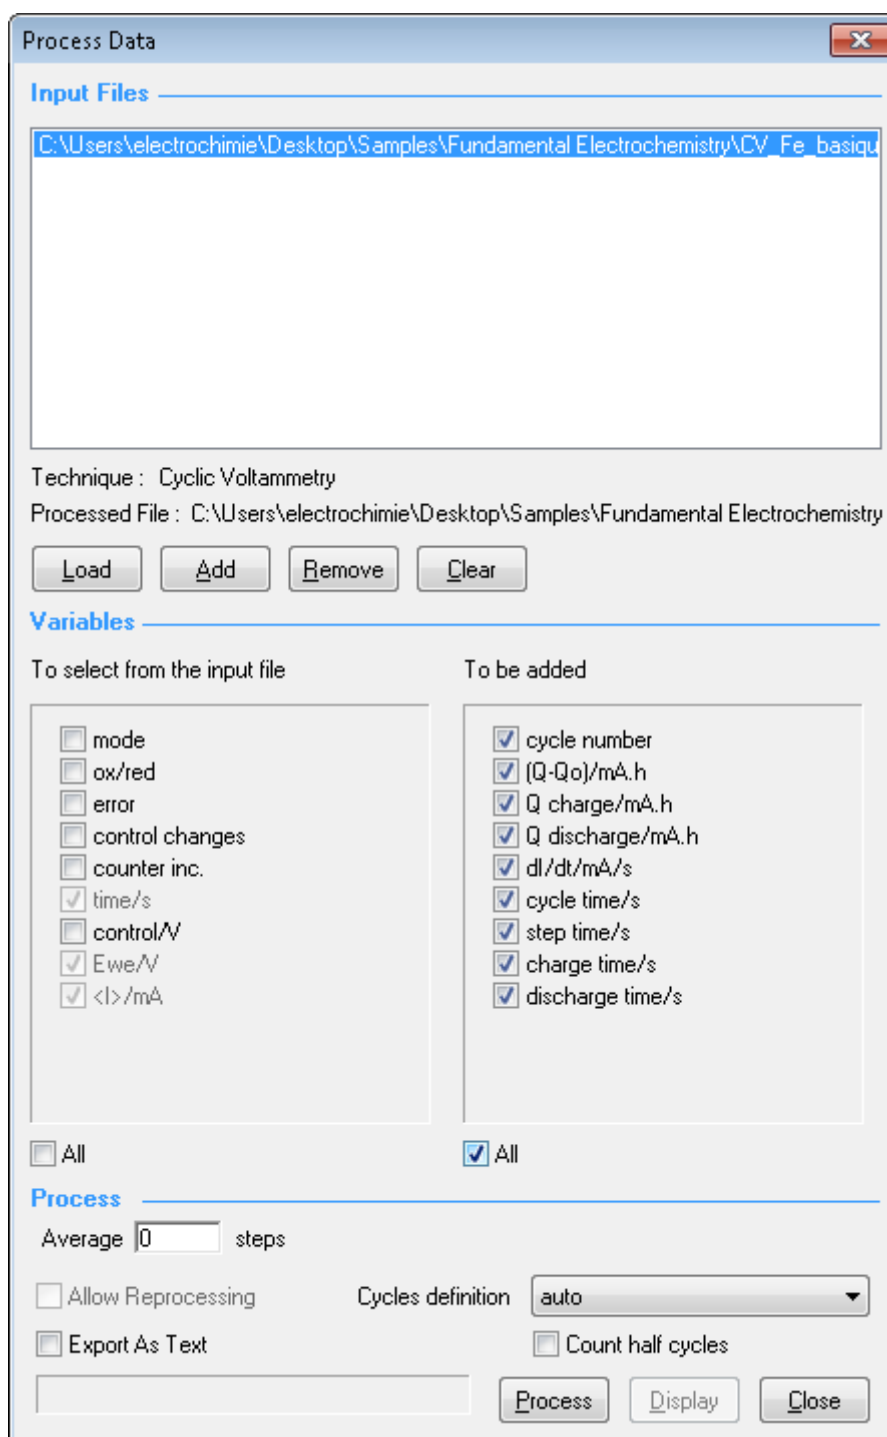 Process Data
Input Files
C:\Users\electrochimie\Desktop\Samples\Fundamental Electrochemistry\CV_Fe_basiqu
Technique : Cyclic Voltammetry
Processed File : C:\Users\electrochimie\Desktop\Samples\Fundamental Electrochemistry
Load Add Remove Clear
Variables
To select from the input file To be added
mode cycle number
ox/red (Q-Qo)/mA.h
error Q charge/mA.h
control changes Q discharge/mA.h
counter inc. dI/dt/mA/s
time/s cycle time/s
control/V step time/s
Ewe/V charge time/s
<I>/mA discharge time/s
All All
Process
Average 0 steps
Allow Reprocessing Cycles definition auto
Export As Text Count half cycles
Process Display Close